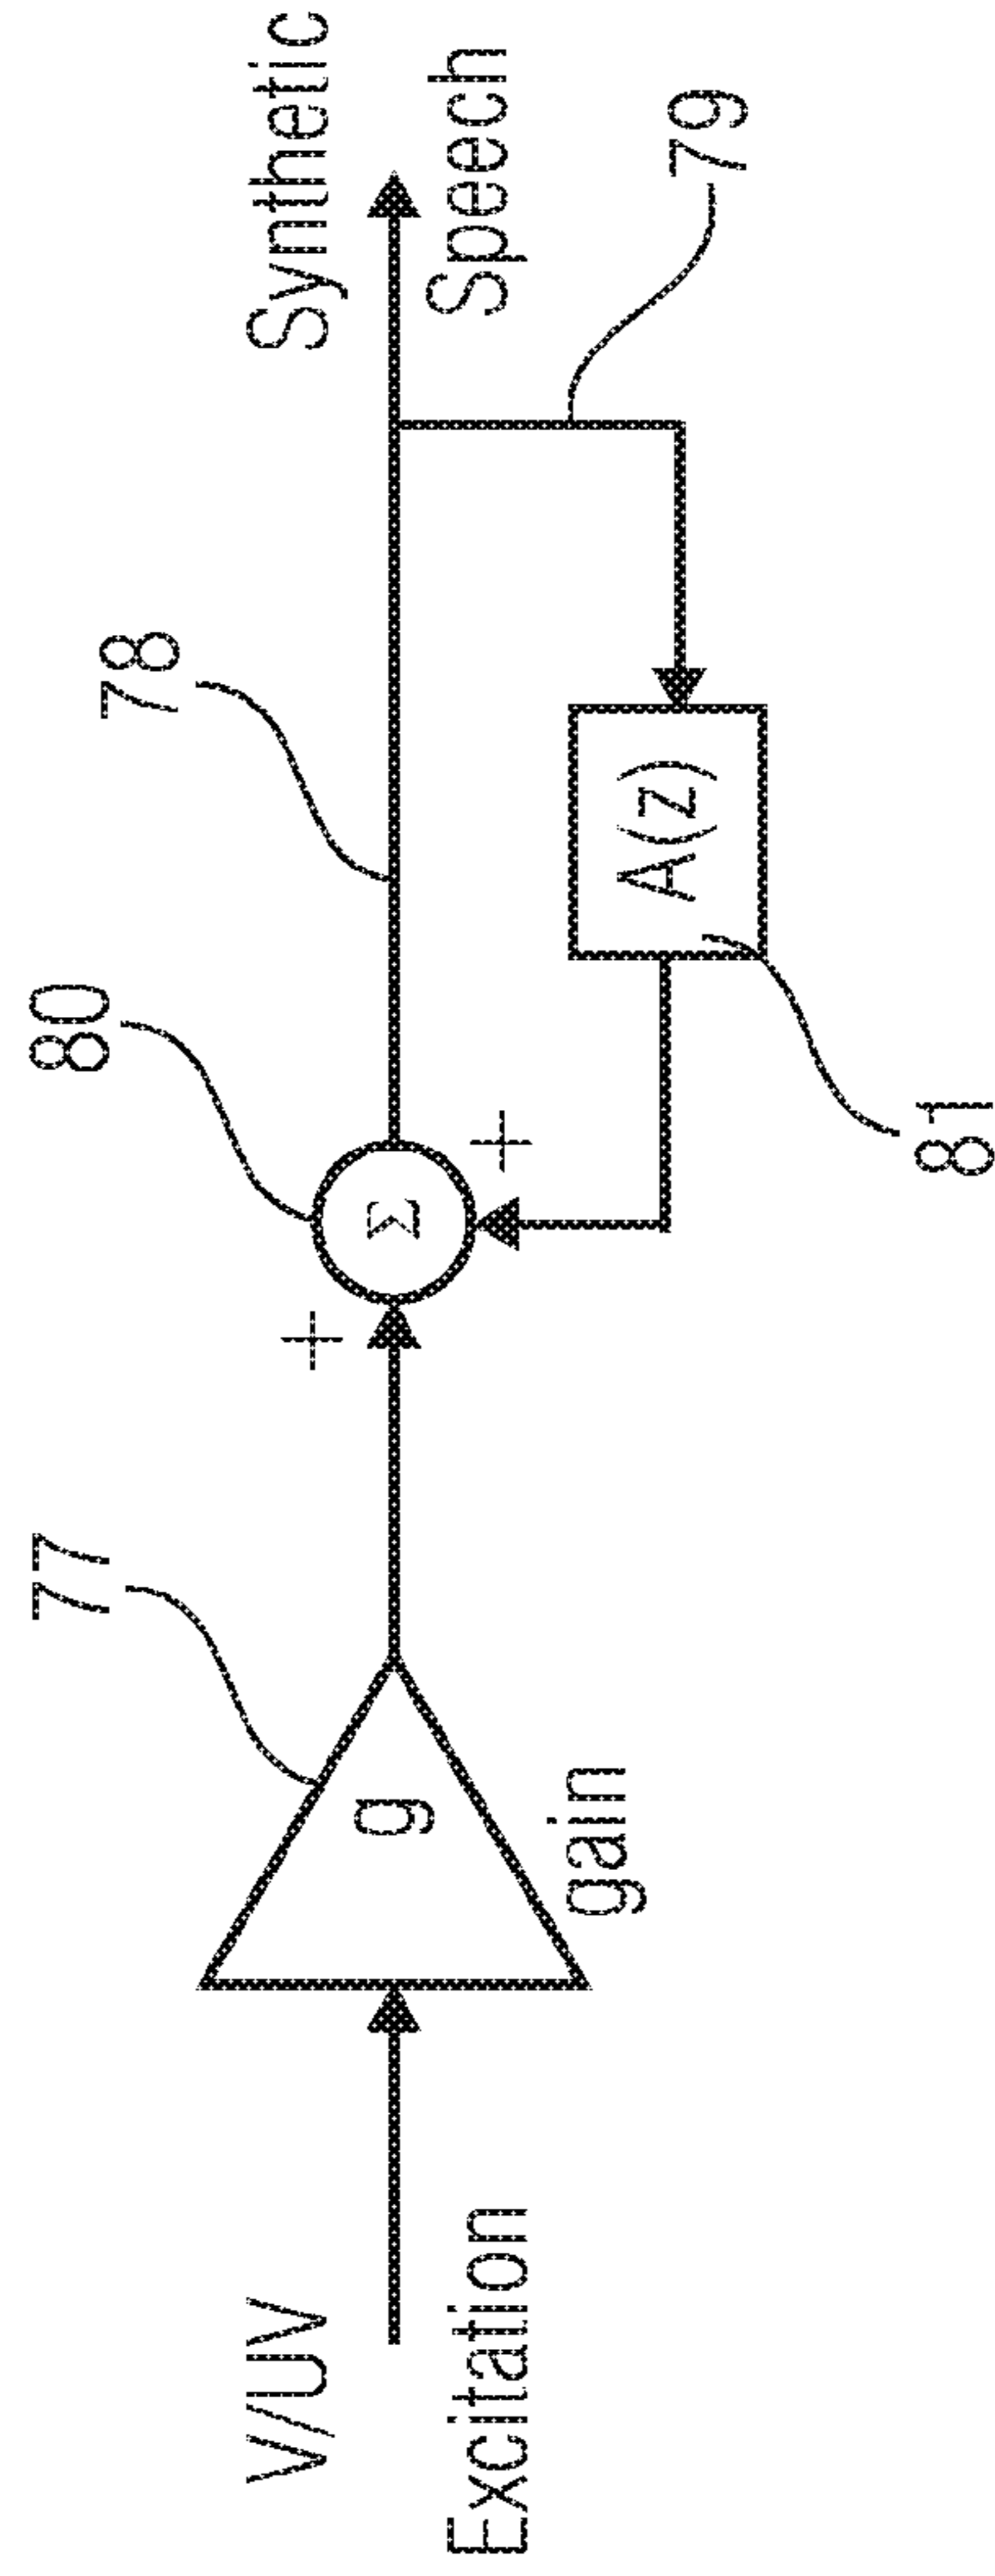 V/UV
Excitation
g
gain
77
Σ
+
+
80
78
A(z)
81
79
Synthetic
Speech